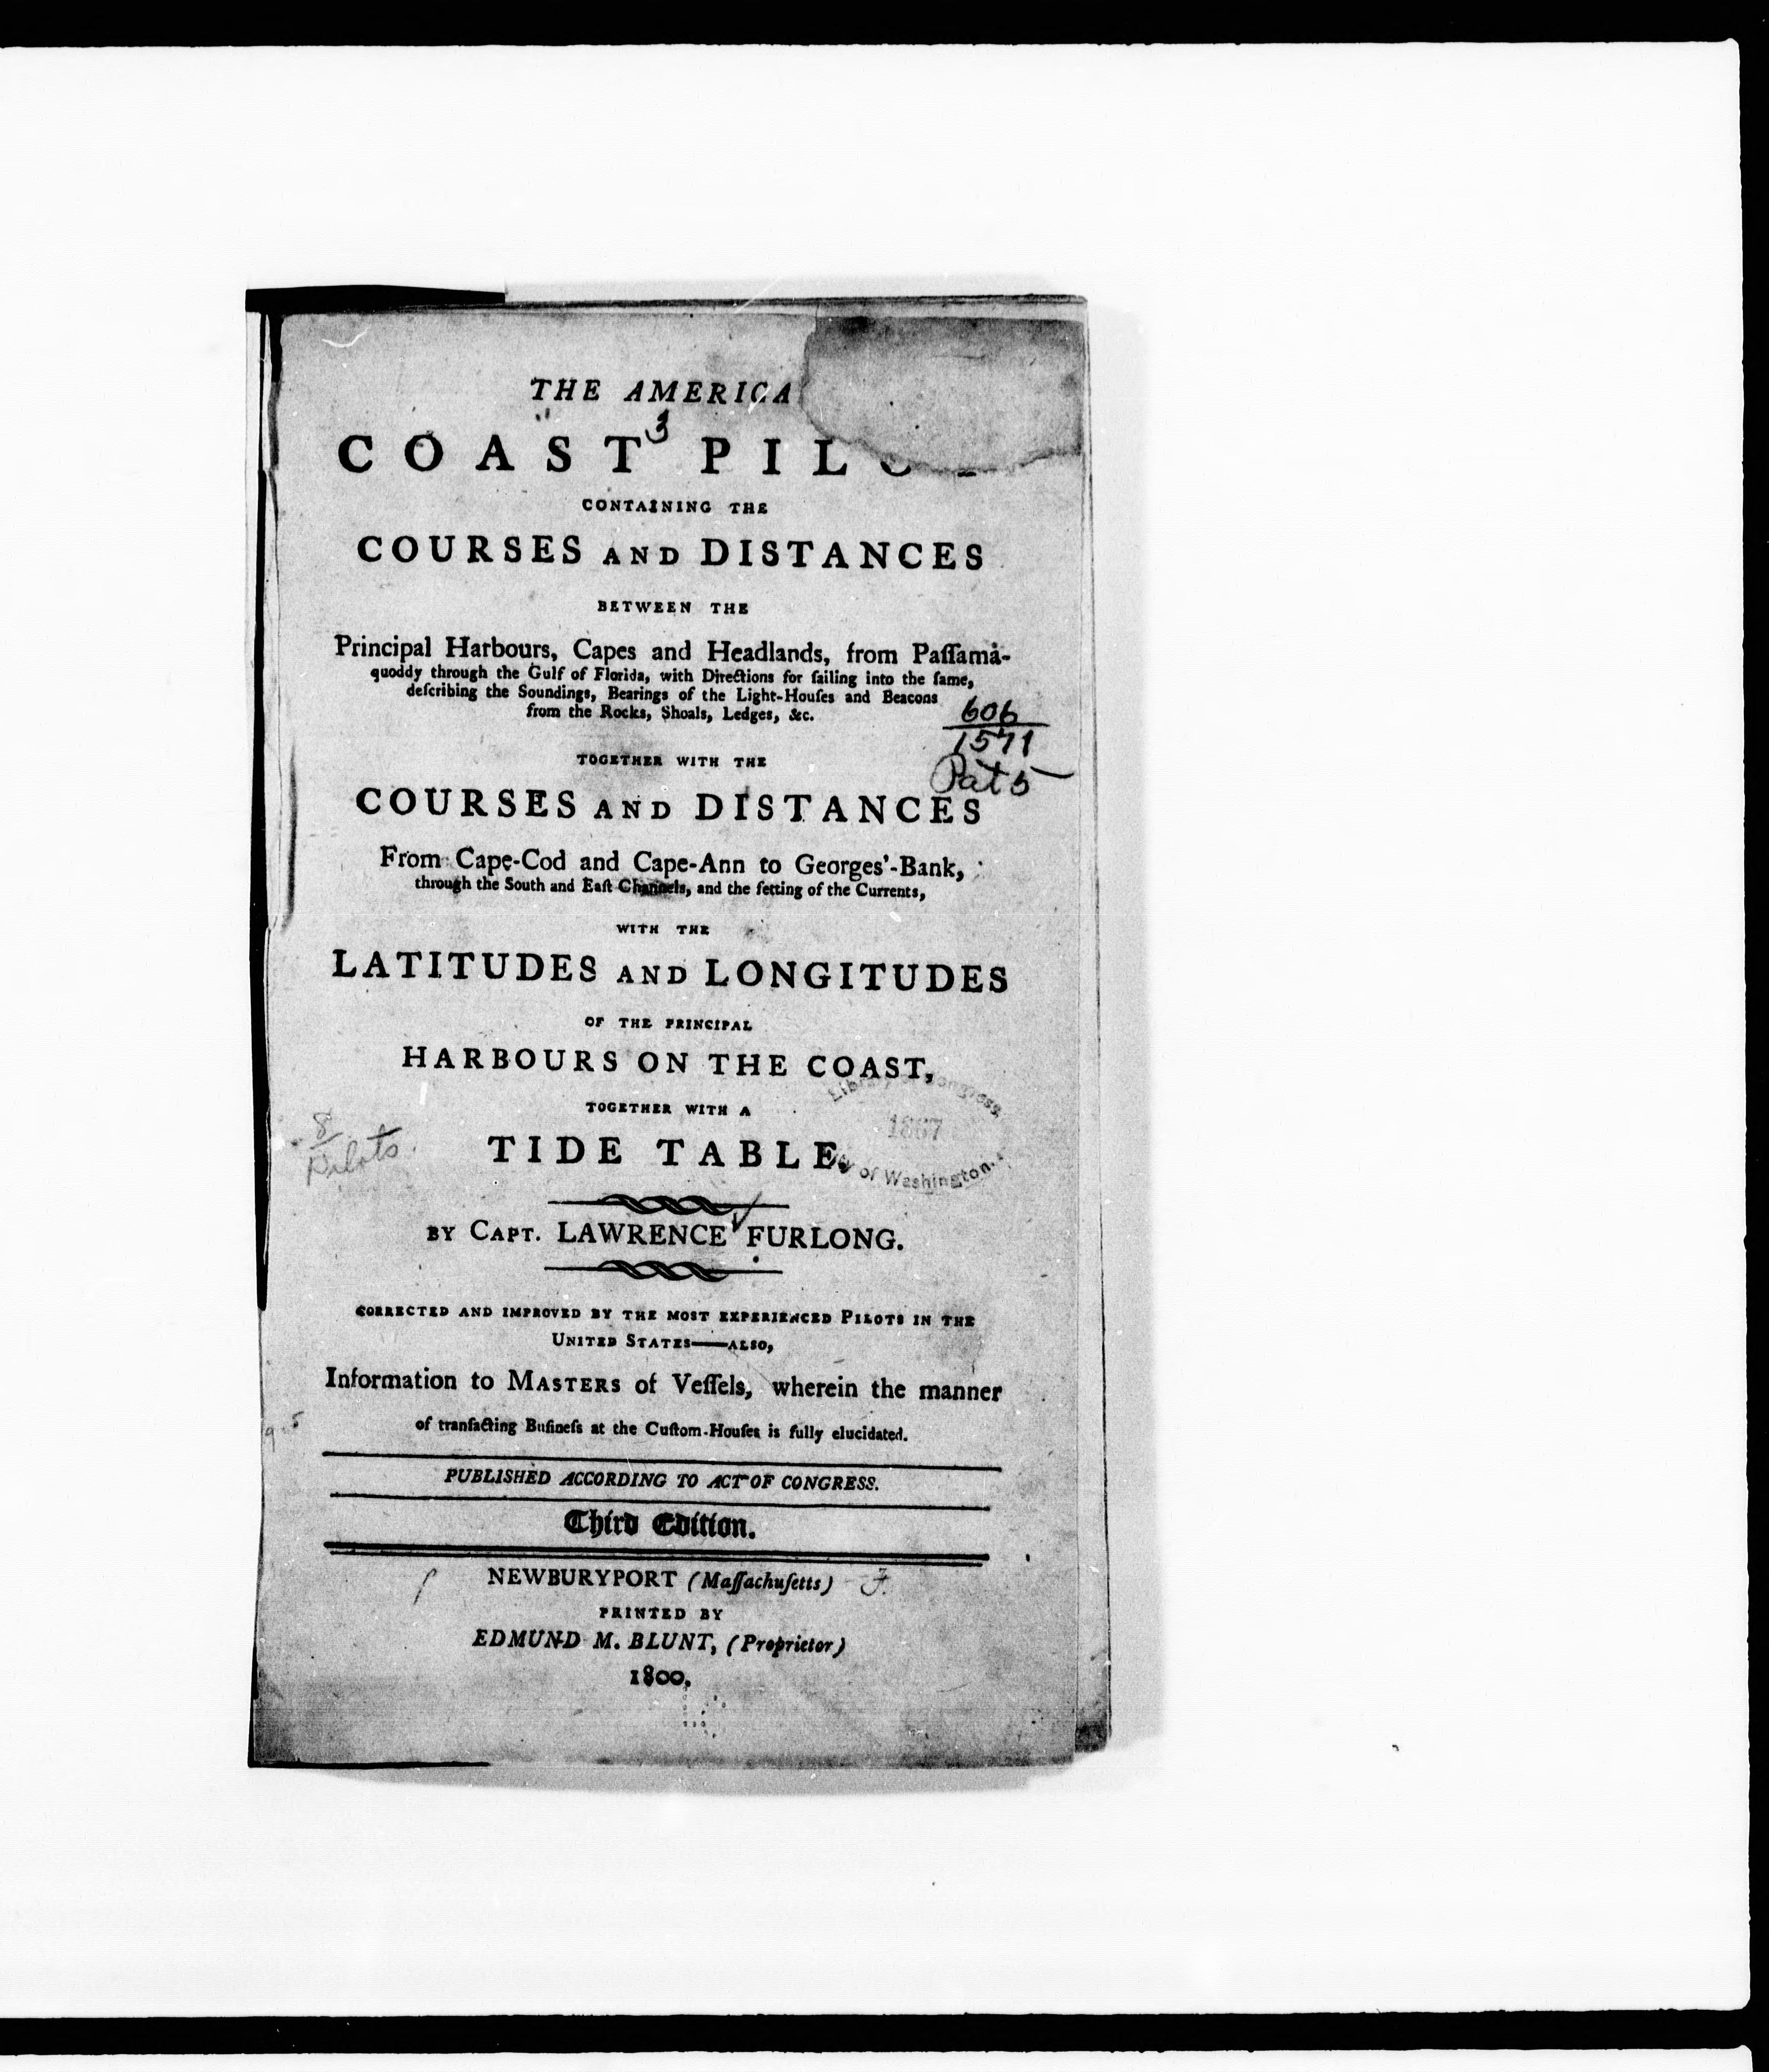 THE AMERICA
3
COAST PILO
CONTAINING THE
COURSES AND DISTANCES
BETWEEN THE
Principal Harbours, Capes and Headlands, from Paſſama-
quoddy through the Gulf of Florida, with Directions for ſailing into the ſame,
deſcribing the Soundings, Bearings of the Light-Houſes and Beacons
from the Rocks, Shoals, Ledges, &c.
606
1571
Pat 5
TOGETHER WITH THE
COURSES AND DISTANCES
From Cape-Cod and Cape-Ann to Georges'-Bank,
through the South and Eaſt Channels, and the ſetting of the Currents,
WITH THE
LATITUDES AND LONGITUDES
OF THE PRINCIPAL
HARBOURS ON THE COAST,
Library of Congress
1867
of Washington.
TOGETHER WITH A
TIDE TABLE.
8
Pilots.
BY CAPT. LAWRENCE FURLONG.
CORRECTED AND IMPROVED BY THE MOST EXPERIENCED PILOTS IN THE
UNITED STATES—ALSO,
Information to MASTERS of Veſſels, wherein the manner
of tranſacting Buſineſs at the Cuſtom-Houſes is fully elucidated.
PUBLISHED ACCORDING TO ACT OF CONGRESS.
Third Edition.
NEWBURYPORT (Maſſachuſetts)
PRINTED BY
EDMUND M. BLUNT, (Proprietor)
1800.